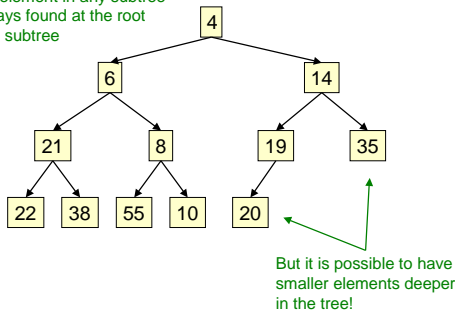 element in any subtree
ays found at the root
subtree
4
6 14
21 8 19 35
22 38 55 10 20
But it is possible to have
smaller elements deeper
in the tree!